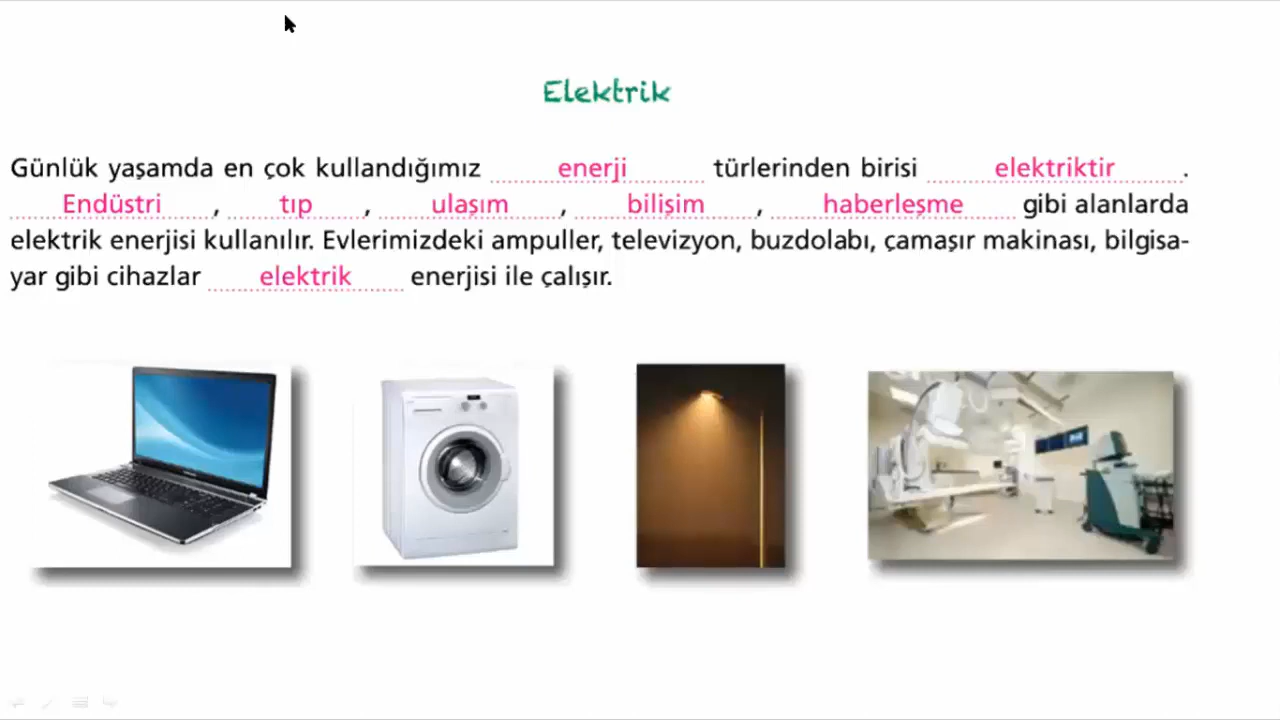 Elektrik
Günlük yaşamda en çok kullandığımız enerji türlerinden birisi elektriktir.
Endüstri, tıp, ulaşım, bilişim, haberleşme gibi alanlarda
elektrik enerjisi kullanılır. Evlerimizdeki ampuller, televizyon, buzdolabı, çamaşır makinası, bilgisa-
yar gibi cihazlar elektrik enerjisi ile çalışır.